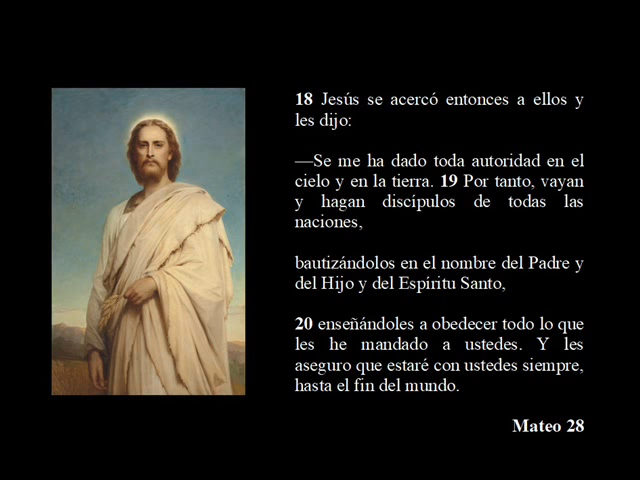 18 Jesús se acercó entonces a ellos y
les dijo:
—Se me ha dado toda autoridad en el
cielo y en la tierra. 19 Por tanto, vayan
y hagan discípulos de todas las
naciones,
bautizándolos en el nombre del Padre y
del Hijo y del Espíritu Santo,
20 enseñándoles a obedecer todo lo que
les he mandado a ustedes. Y les
aseguro que estaré con ustedes siempre,
hasta el fin del mundo.
Mateo 28